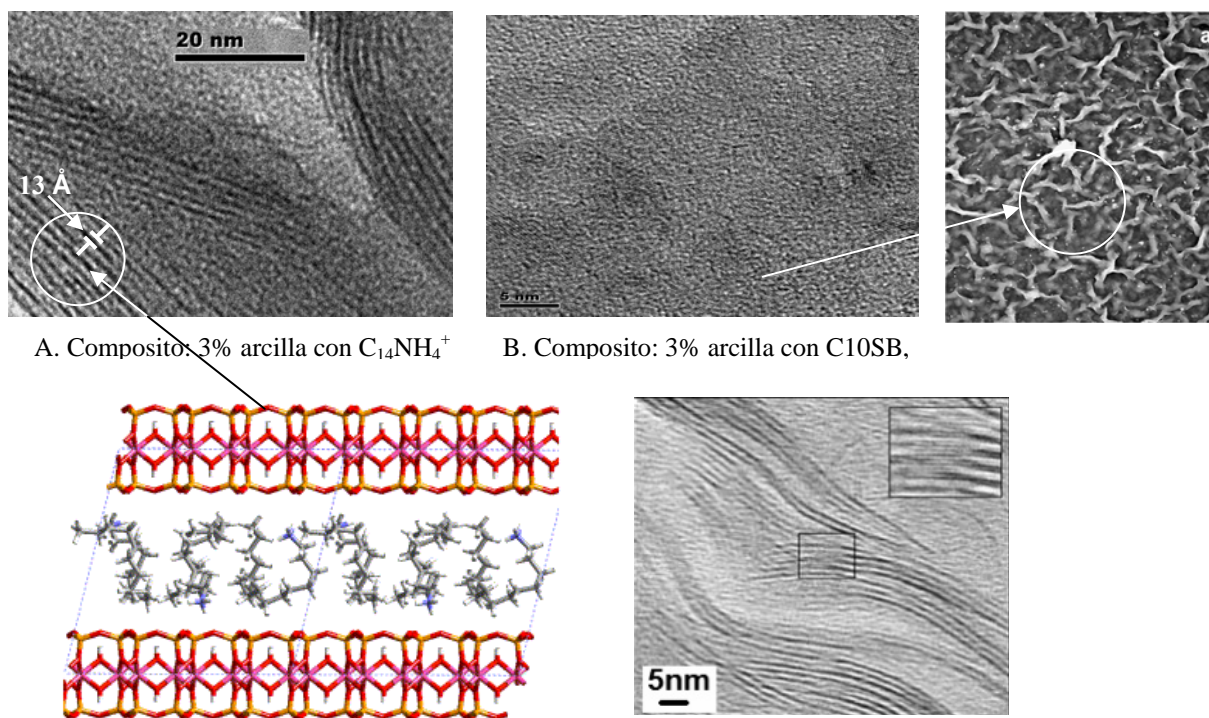 20 nm
a
13 Å
5 nm
A. Composito: 3% arcilla con C₁₄NH₄⁺
B. Composito: 3% arcilla con C10SB,
5nm